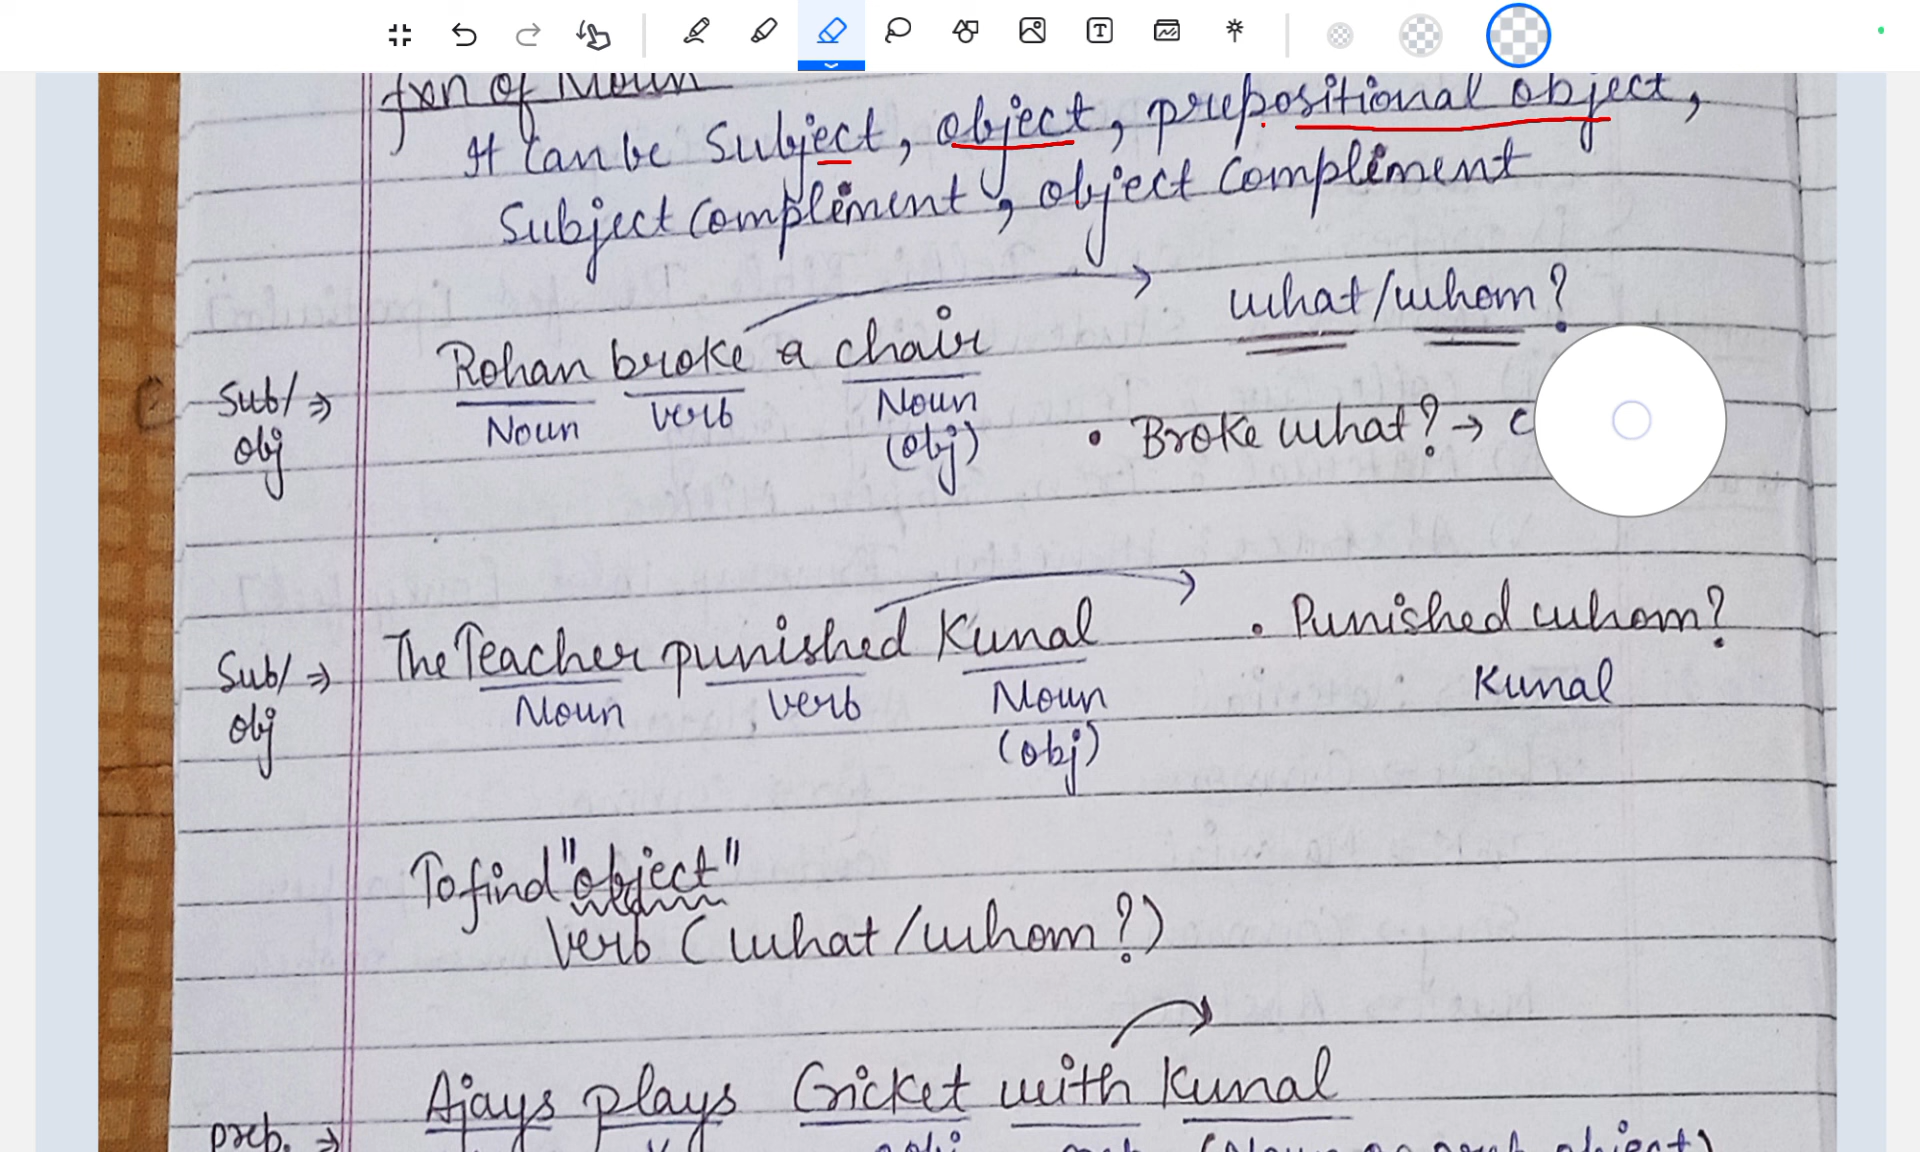 fxn of Noun
It can be Subject, object, prepositional object,
Subject Compliment, object Compliment
what/whom?
Rohan broke a chair
Sub/ ⇒
obj
Noun verb Noun
(obj)
• Broke what? →
The Teacher punished Kunal
Sub/ ⇒
obj
Noun verb Noun
(obj)
• Punished whom?
Kunal
To find "object"
Verb (what/whom?)
Ajays plays Cricket with Kunal
prep. ⇒